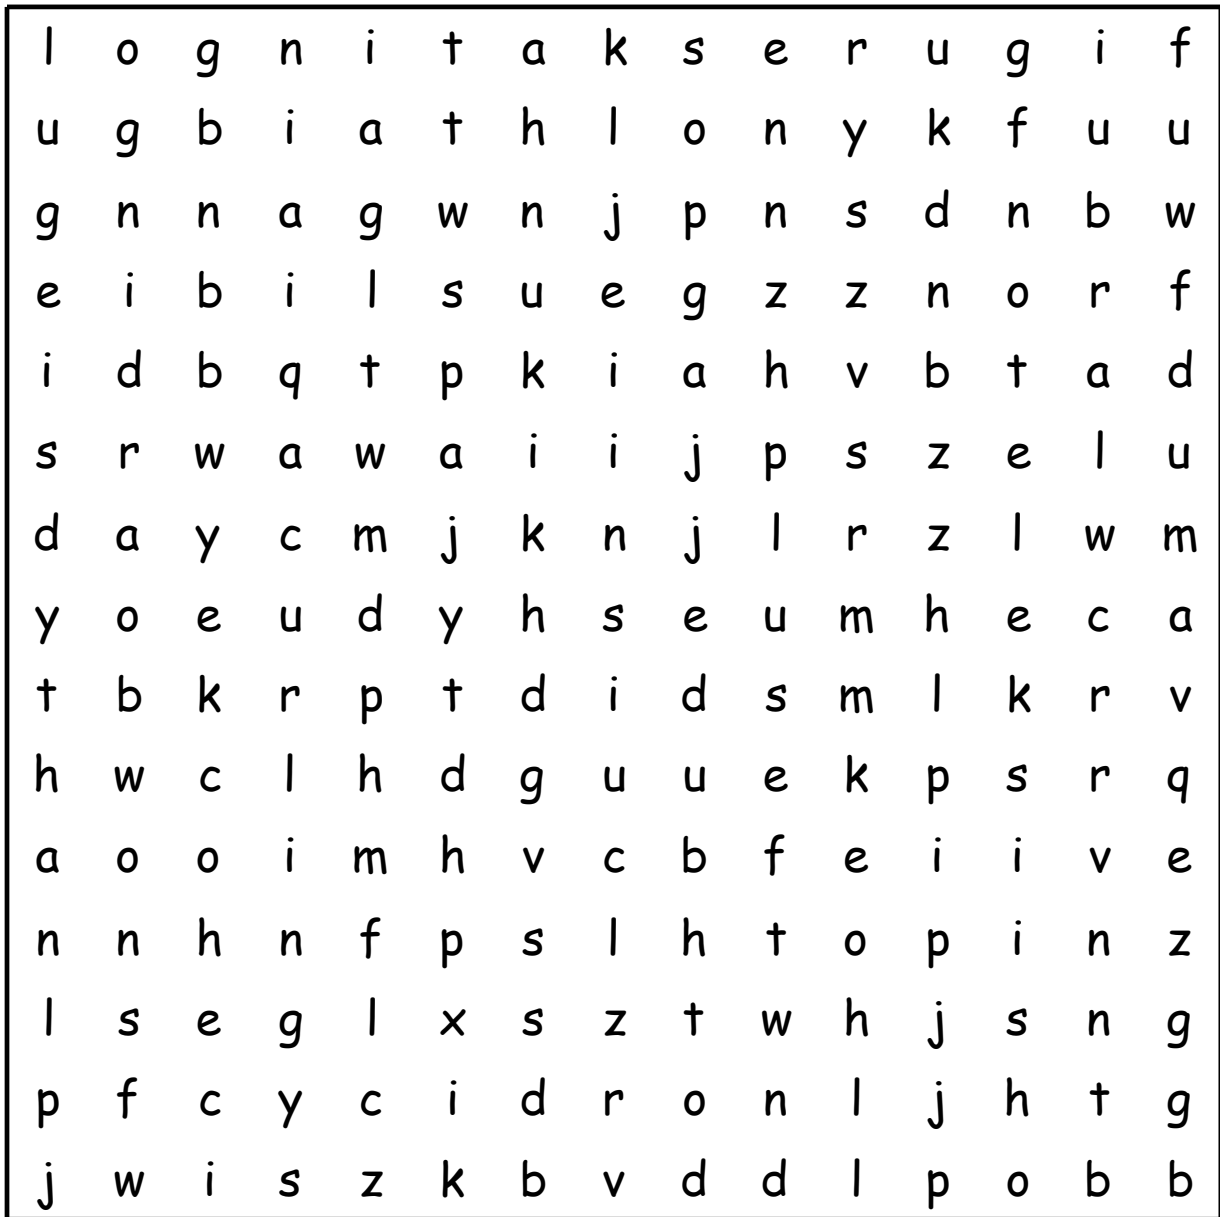 l o g n i t a k s e r u g i f
u g b i a t h l o n y k f u u
g n n a g w n j p n s d n b w
e i b i l s u e g z z n o r f
i d b q t p k i a h v b t a d
s r w a w a i i j p s z e l u
d a y c m j k n j l r z l w m
y o e u d y h s e u m h e c a
t b k r p t d i d s m l k r v
h w c l h d g u u e k p s r q
a o o i m h v c b f e i i v e
n n h n f p s l h t o p i n z
l s e g l x s z t w h j s n g
p f c y c i d r o n l j h t g
j w i s z k b v d d l p o b b